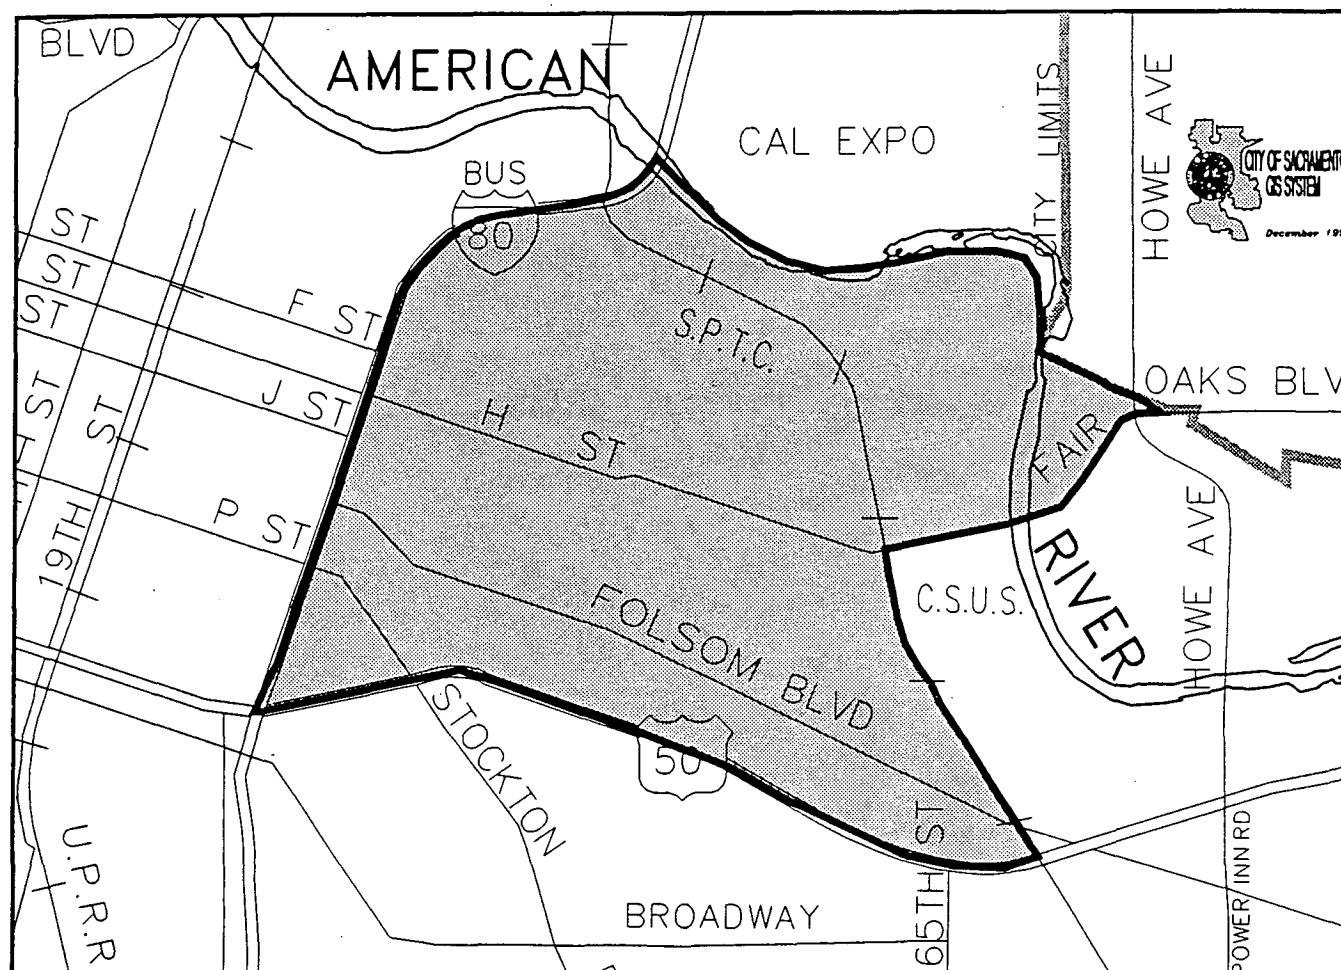 BLVD
AMERICAN
CAL EXPO
CITY LIMITS
HOWE AVE
CITY OF SACRAMENTO
GIS SYSTEM
December
BUS
80
ST
ST
ST
F ST
J ST
H ST
S.P.T.C.
OAKS BLV
FAIR
ST
ST
19TH
P ST
RIVER
HOWE AVE
C.S.U.S.
FOLSOM BLVD
STOCKTON
50
65TH ST
U.P.R.R
BROADWAY
POWER INN RD